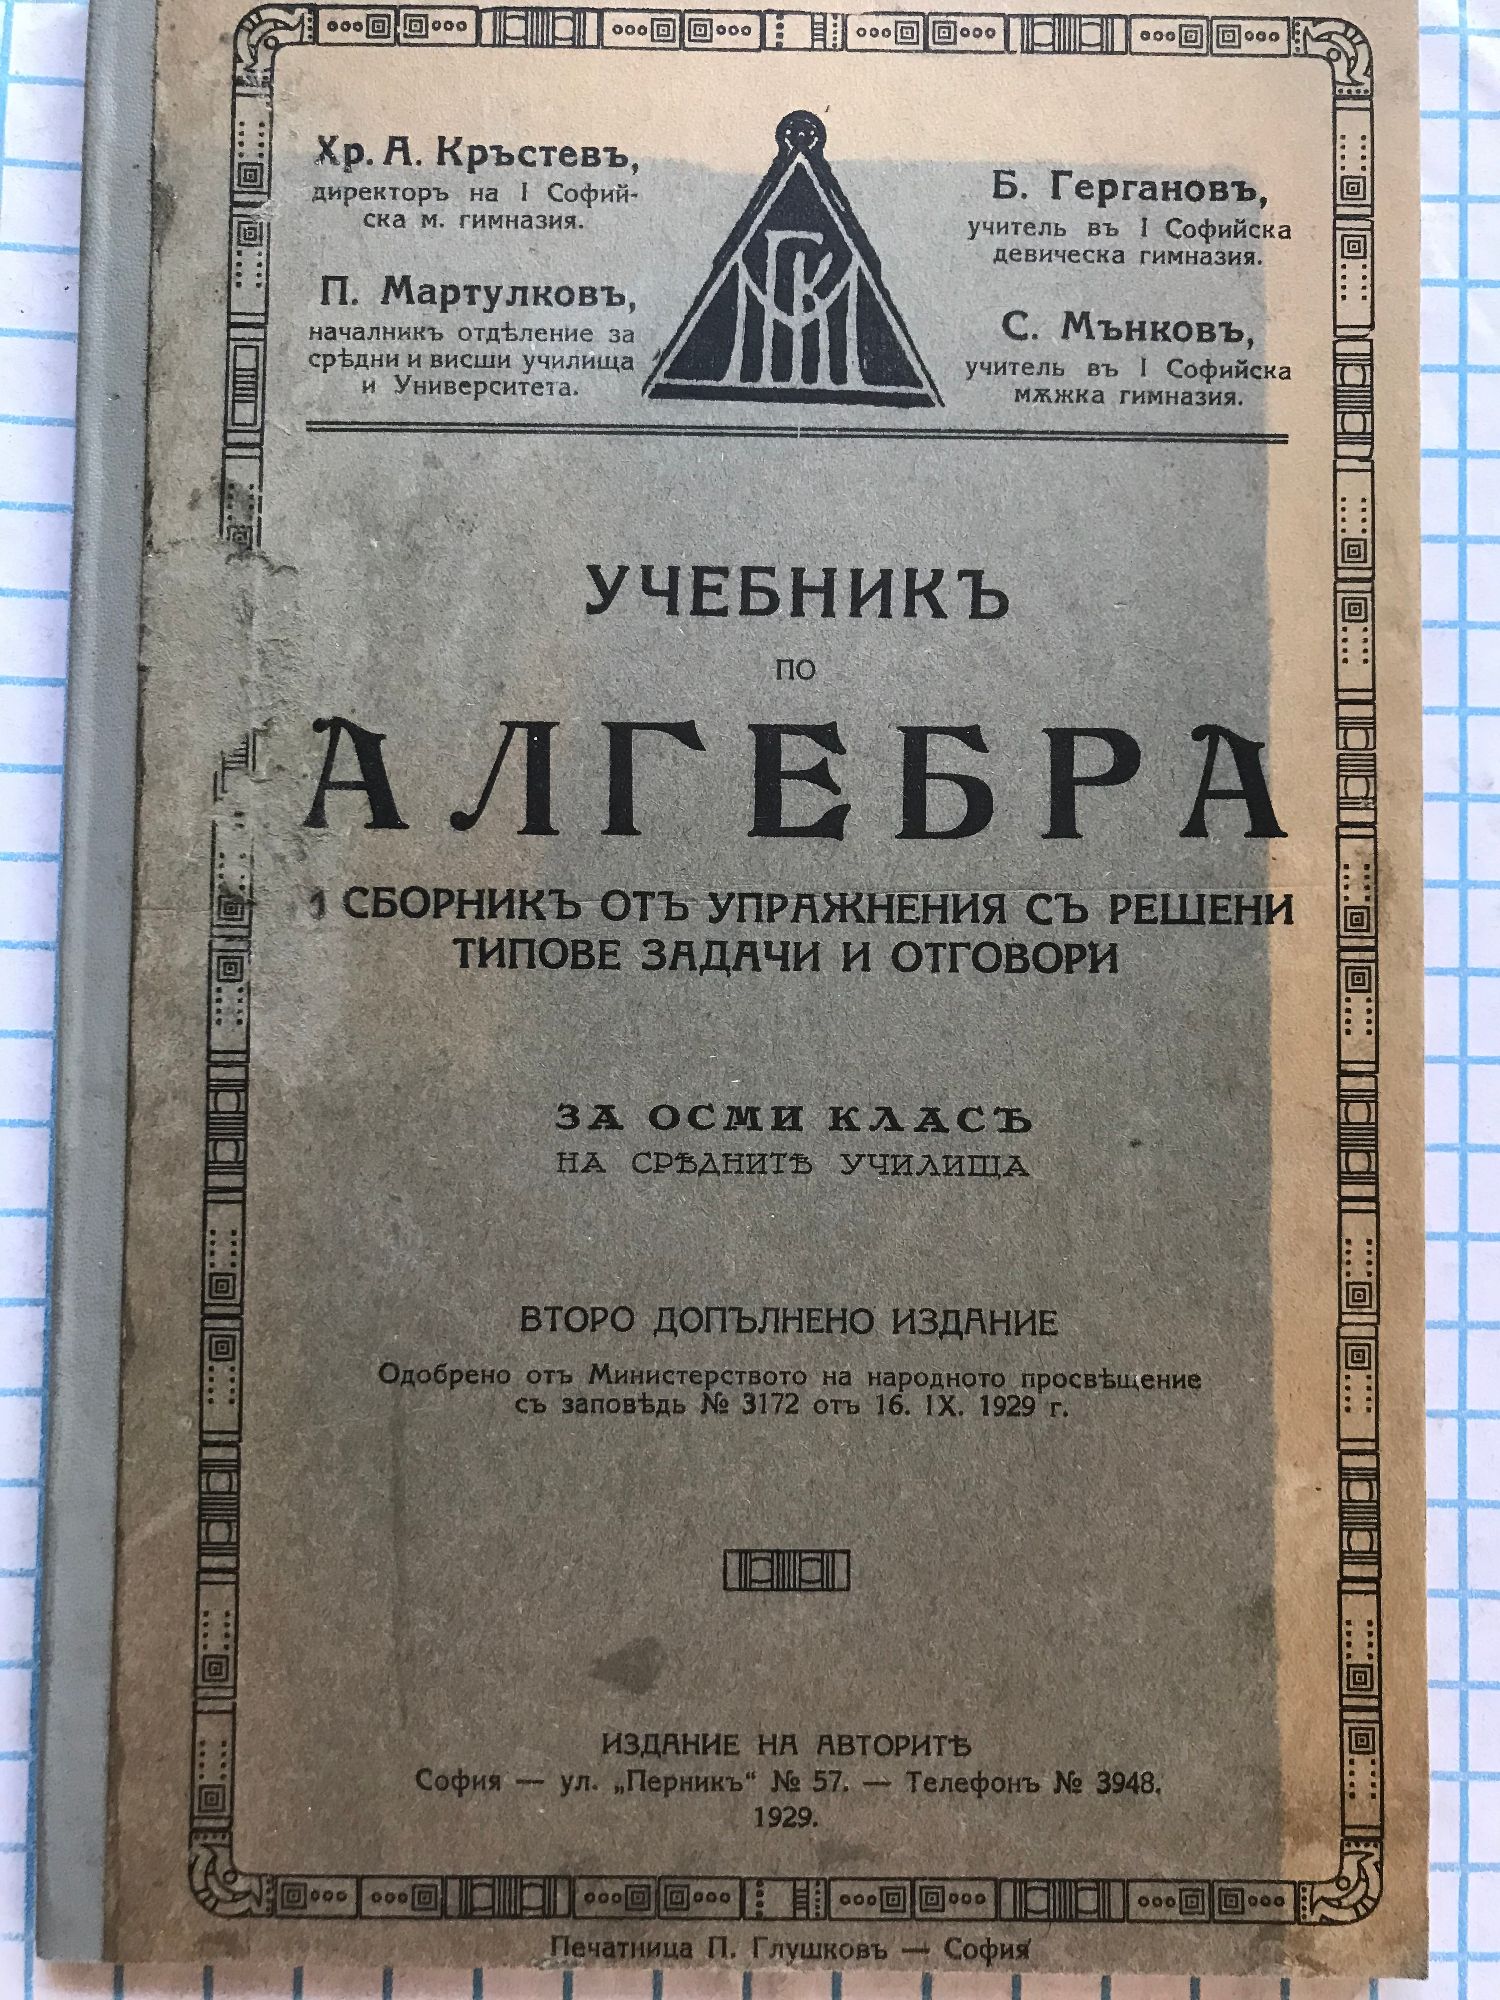 Хр. А. Кръстевъ,
директоръ на I Софий-
ска м. гимназия.
П. Мартулковъ,
началникъ отдѣление за
срѣдни и висши училища
и Университета.
Б. Гергановъ,
учитель въ I Софийска
девическа гимназия.
С. Мънковъ,
учитель въ I Софийска
мѫжка гимназия.
УЧЕБНИКЪ
ПО
АЛГЕБРА
СБОРНИКЪ ОТЪ УПРАЖНЕНИЯ СЪ РЕШЕНИ
ТИПОВЕ ЗАДАЧИ И ОТГОВОРИ
ЗА ОСМИ КЛАСЪ
НА СРѢДНИТѢ УЧИЛИЩА
ВТОРО ДОПЪЛНЕНО ИЗДАНИЕ
Одобрено отъ Министерството на народното просвѣщение
съ заповѣдь № 3172 отъ 16. IX. 1929 г.
ИЗДАНИЕ НА АВТОРИТѢ
София — ул. „Перникъ“ № 57. — Телефонъ № 3948.
1929.
Печатница П. Глушковъ — София